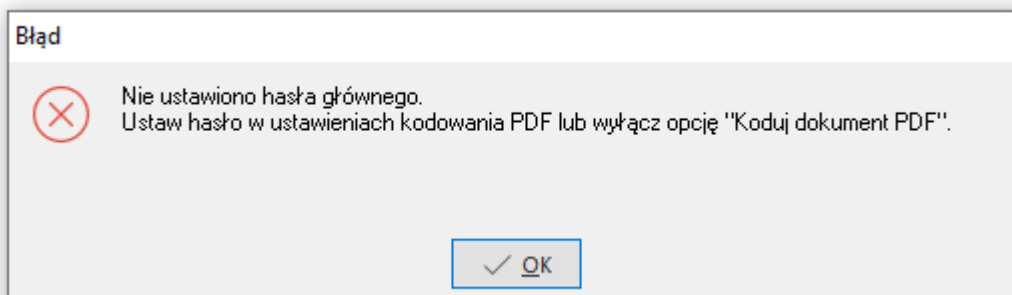 Błąd
Nie ustawiono hasła głównego.
Ustaw hasło w ustawieniach kodowania PDF lub wyłącz opcję "Koduj dokument PDF".
OK